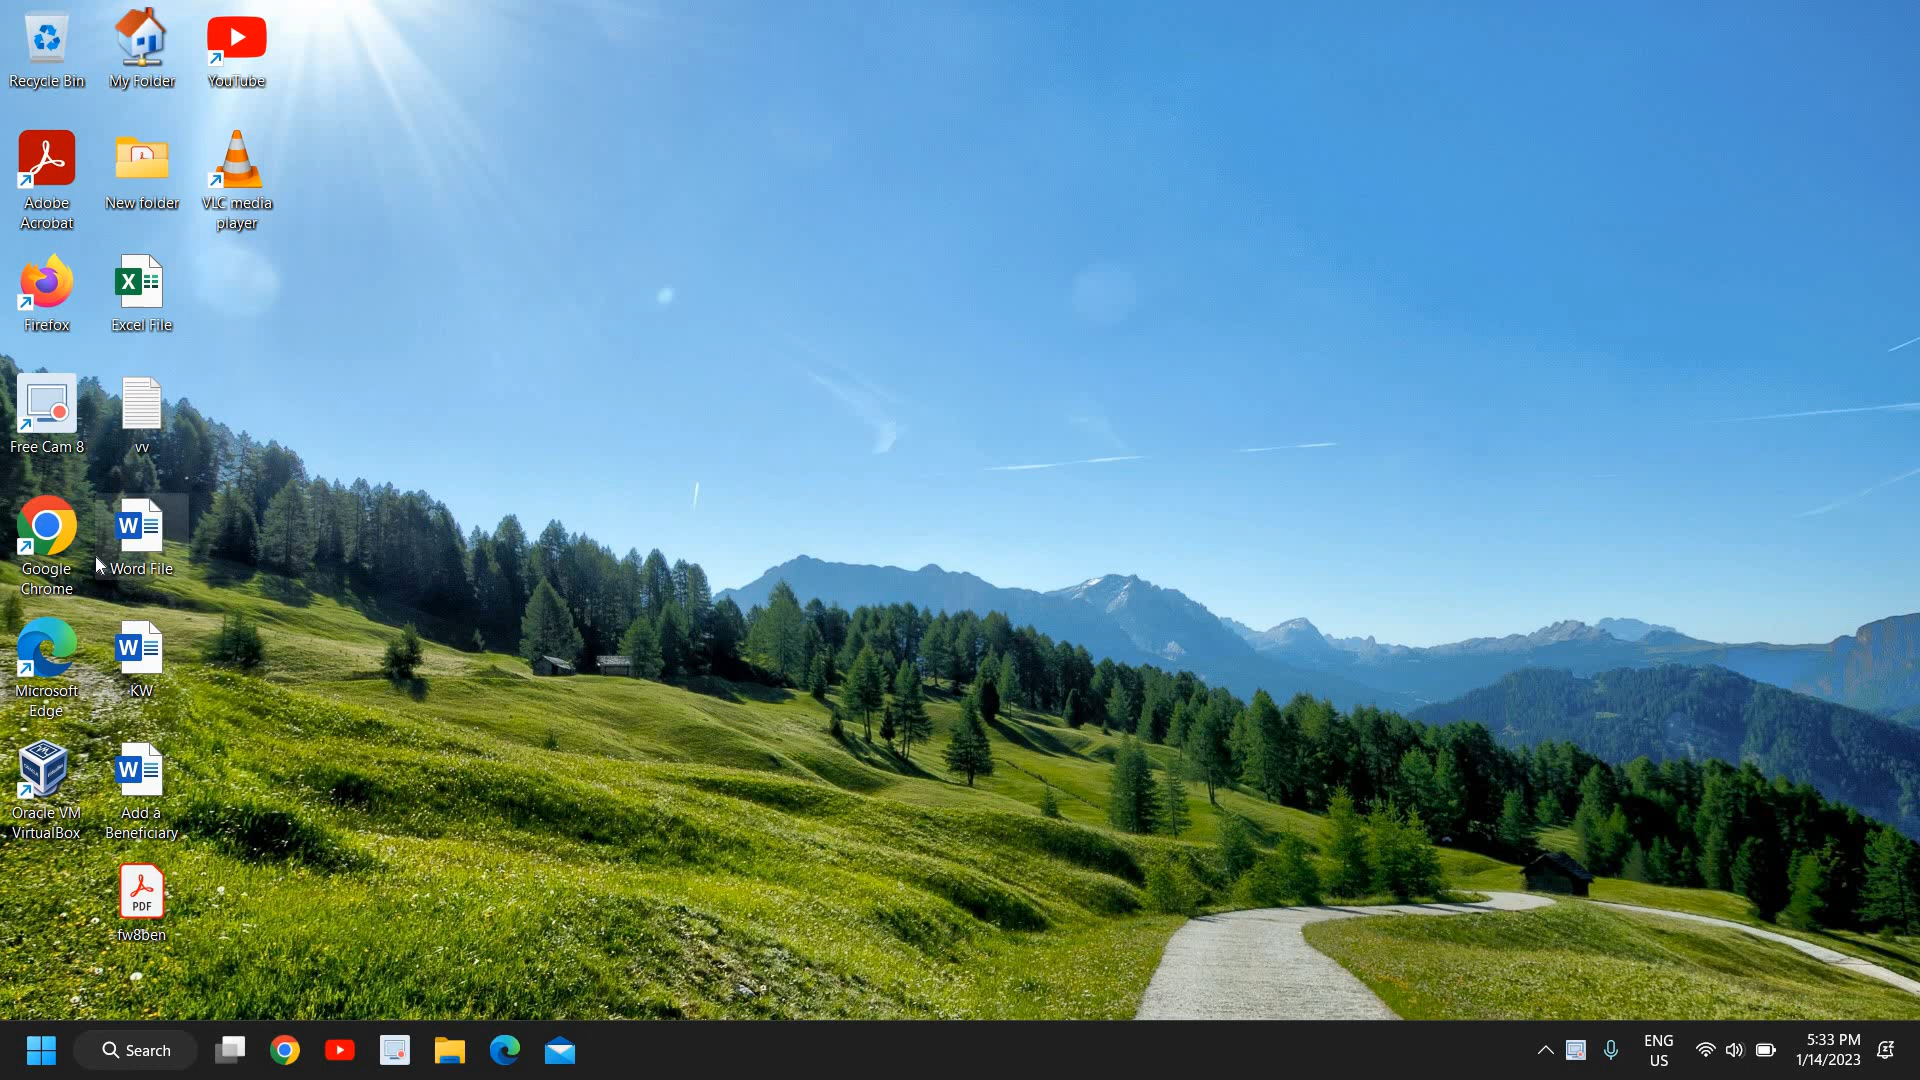 Recycle Bin
My Folder
YouTube
Adobe
Acrobat
New folder
VLC media
player
Firefox
Excel File
Free Cam 8
vv
Google
Chrome
Word File
Microsoft
Edge
KW
Oracle VM
VirtualBox
Add a
Beneficiary
PDF
fw8ben
Search
ENG
US
5:33 PM
1/14/2023